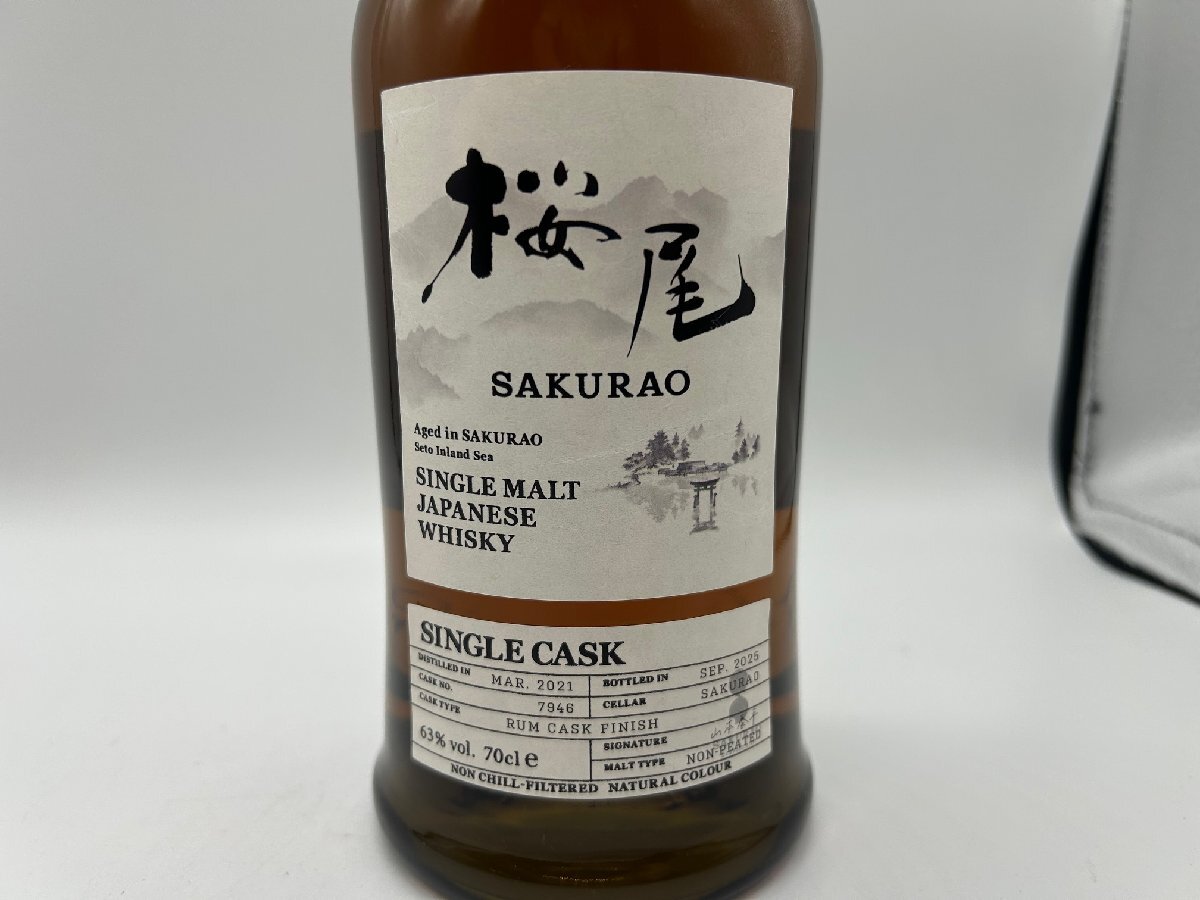 桜尾
SAKURAO
Aged in SAKURAO
Seto Inland Sea
SINGLE MALT
JAPANESE
WHISKY
SINGLE CASK
DISTILLED IN MAR. 2021
BOTTLED IN SEP. 2025
CASK NO. 7946
CELLAR SAKURAO
CASK TYPE RUM CASK FINISH
SIGNATURE
63% vol. 70cl e
MALT TYPE NON-PEATED
NON CHILL-FILTERED NATURAL COLOUR